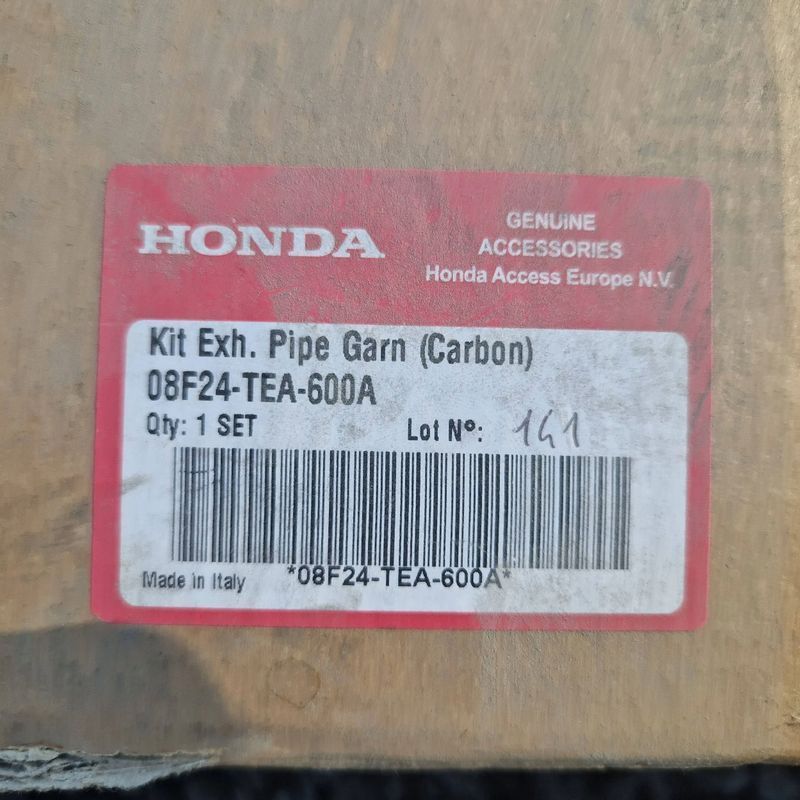 HONDA
GENUINE
ACCESSORIES
Honda Access Europe N.V.
Kit Exh. Pipe Garn (Carbon)
08F24-TEA-600A
Qty: 1 SET Lot Nº: 141
*08F24-TEA-600A*
Made in Italy